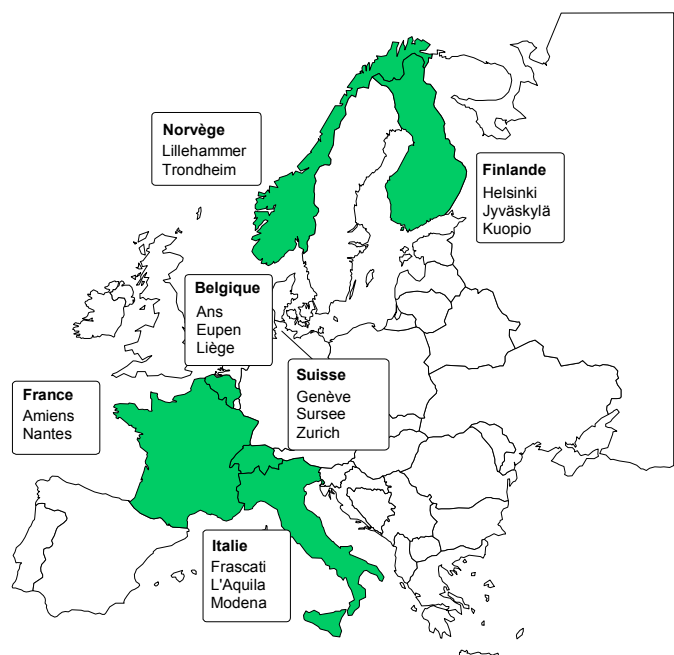 Norvège
Lillehammer
Trondheim
Finlande
Helsinki
Jyväskylä
Kuopio
Belgique
Ans
Eupen
Liège
Suisse
Genève
Sursee
Zurich
France
Amiens
Nantes
Italie
Frascati
L'Aquila
Modena